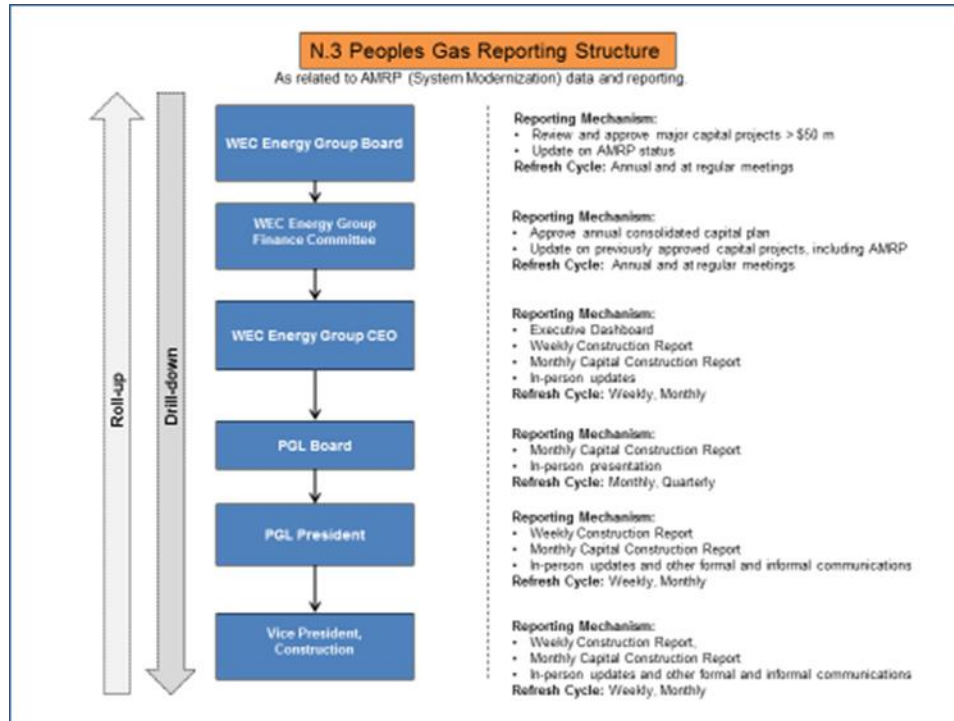 N.3 Peoples Gas Reporting Structure
As related to AMRP (System Modernization) data and reporting.
Roll-up
Drill-down
WEC Energy Group Board
Reporting Mechanism:
• Review and approve major capital projects > $50 m
• Update on AMRP status
Refresh Cycle: Annual and at regular meetings
WEC Energy Group
Finance Committee
Reporting Mechanism:
• Approve annual consolidated capital plan
• Update on previously approved capital projects, including AMRP
Refresh Cycle: Annual and at regular meetings
WEC Energy Group CEO
Reporting Mechanism:
• Executive Dashboard
• Weekly Construction Report
• Monthly Capital Construction Report
• In-person updates
Refresh Cycle: Weekly, Monthly
PGL Board
Reporting Mechanism:
• Monthly Capital Construction Report
• In-person presentation
Refresh Cycle: Monthly, Quarterly
PGL President
Reporting Mechanism:
• Weekly Construction Report
• Monthly Capital Construction Report
• In-person updates and other formal and informal communications
Refresh Cycle: Weekly, Monthly
Vice President,
Construction
Reporting Mechanism:
• Weekly Construction Report,
• Monthly Capital Construction Report
• In-person updates and other formal and informal communications
Refresh Cycle: Weekly, Monthly